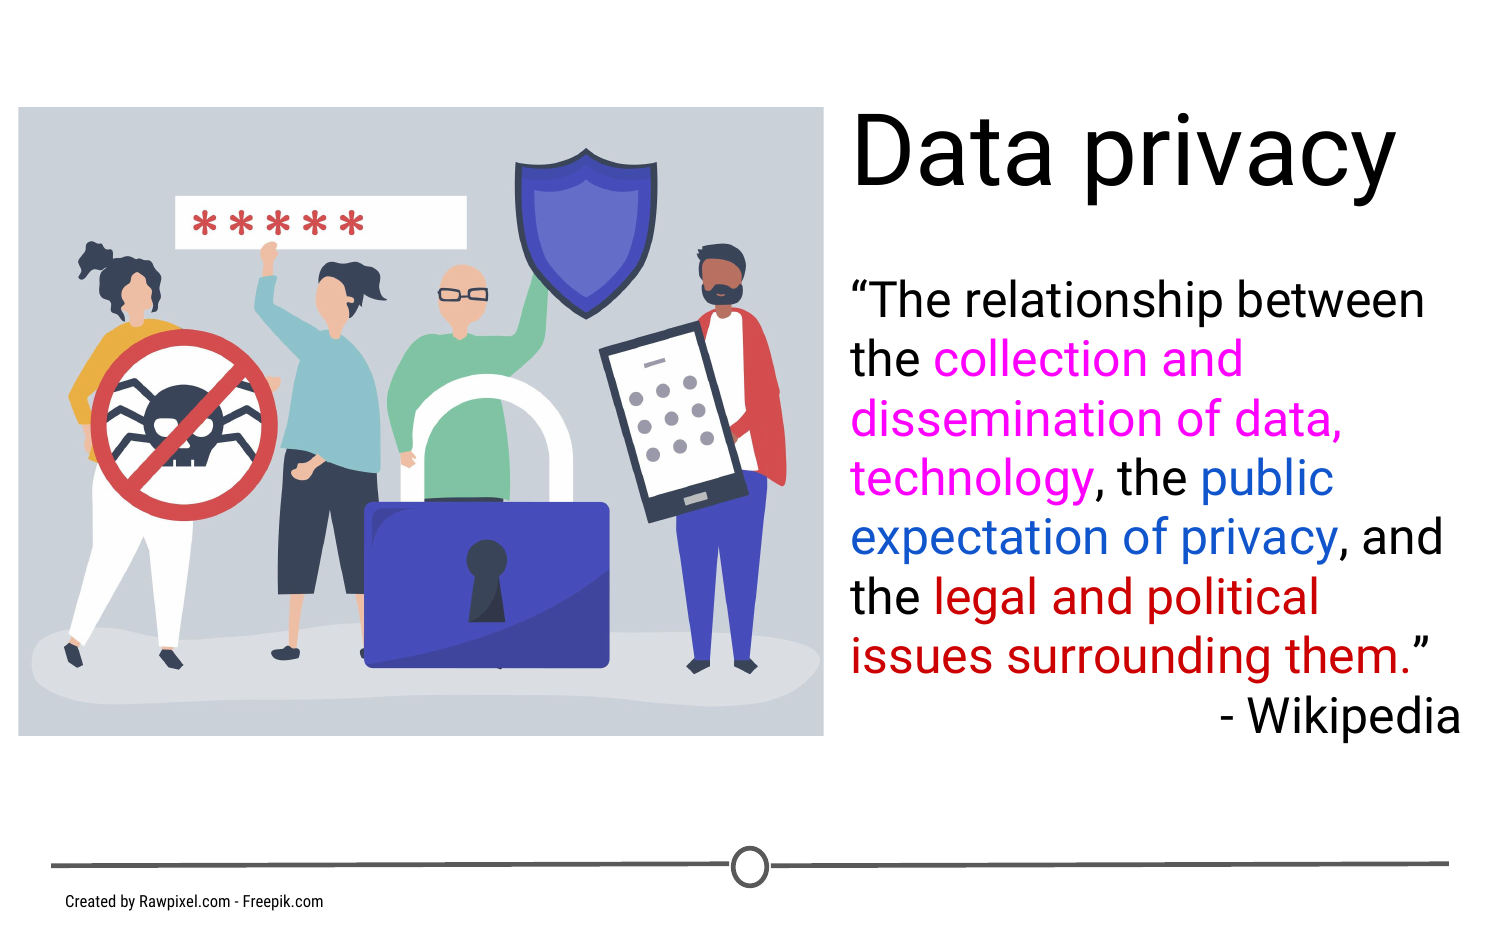 *****
Data privacy
“The relationship between
the collection and
dissemination of data,
technology, the public
expectation of privacy, and
the legal and political
issues surrounding them.”
- Wikipedia
Created by Rawpixel.com - Freepik.com